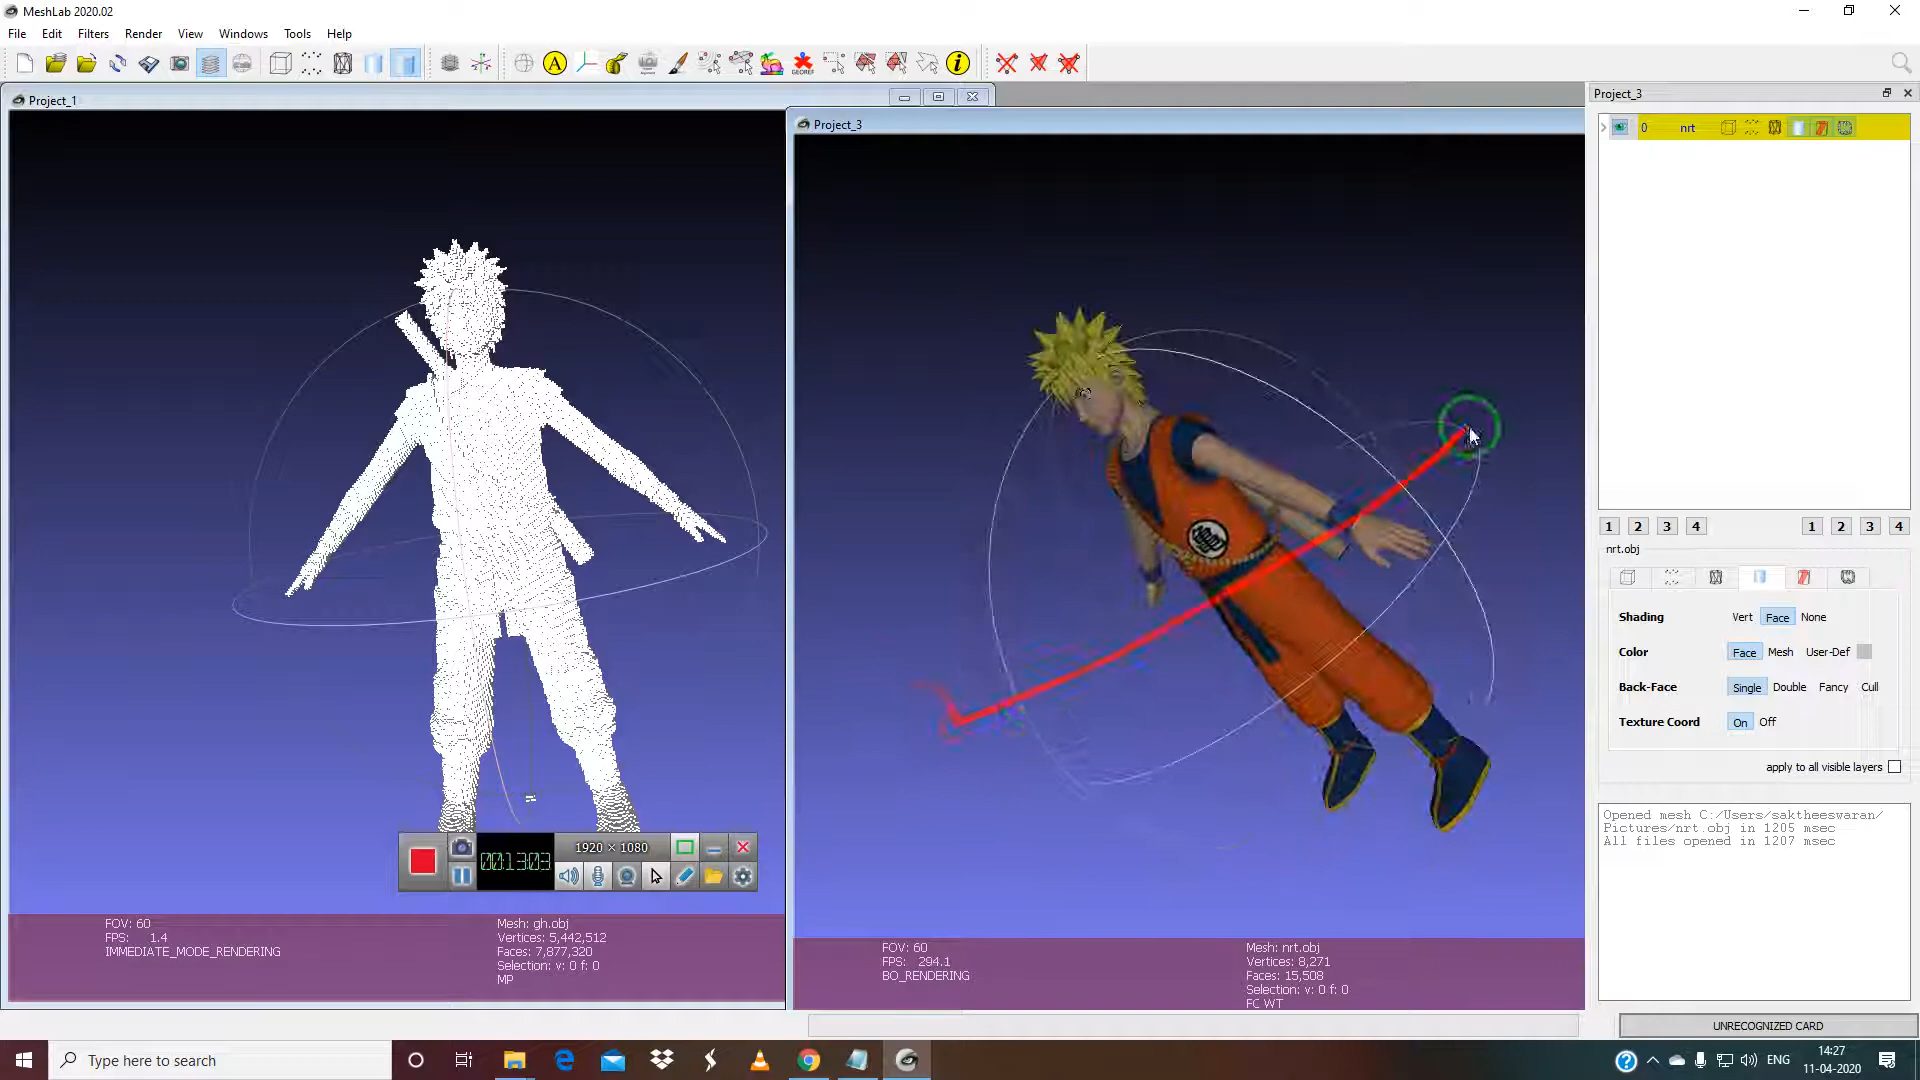 MeshLab 2020.02
File Edit Filters Render View Windows Tools Help
A
GEOREF
i
Project_1
Project_3
Project_3
0 nrt
1 2 3 4 1 2 3 4
nrt.obj
Shading Vert Face None
Color Face Mesh User-Def
Back-Face Single Double Fancy Cull
Texture Coord On Off
apply to all visible layers
Opened mesh C:/Users/saktheesvaran/
Pictures/nrt.obj in 1205 msec
All files opened in 1207 msec
1920 × 1080
00:13:03
FOV: 60
FPS: 1.4
IMMEDIATE_MODE_RENDERING
Mesh: gh.obj
Vertices: 5,442,512
Faces: 7,877,320
Selection: v: 0 f: 0
MP
FOV: 60
FPS: 294.1
BO_RENDERING
Mesh: nrt.obj
Vertices: 8,271
Faces: 15,508
Selection: v: 0 f: 0
FC WT
UNRECOGNIZED CARD
Type here to search
ENG
14:27
11-04-2020